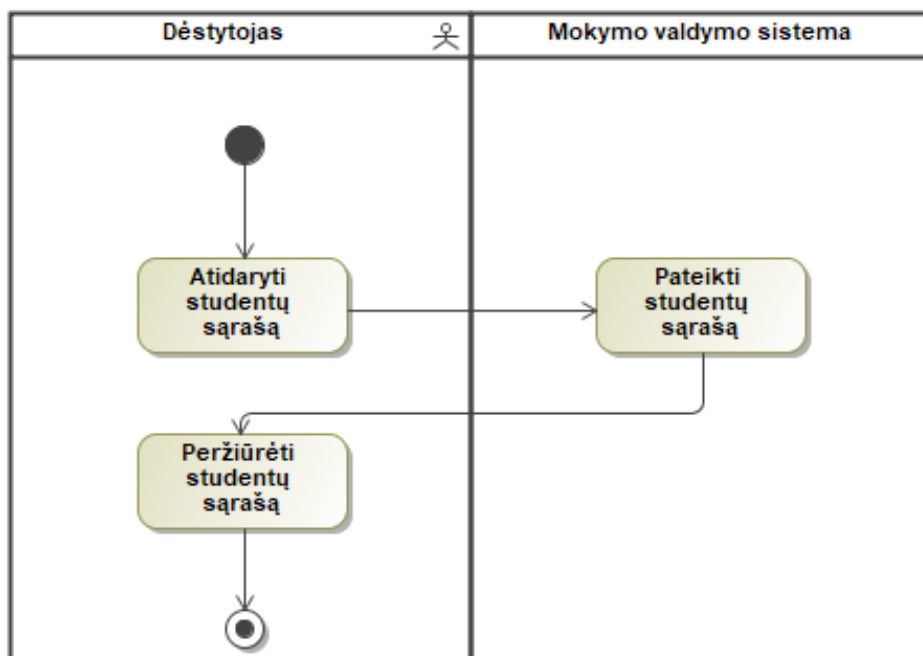 Dėstytojas
Mokymo valdymo sistema
Atidaryti
studentų
sąrašą
Pateikti
studentų
sąrašą
Peržiūrėti
studentų
sąrašą